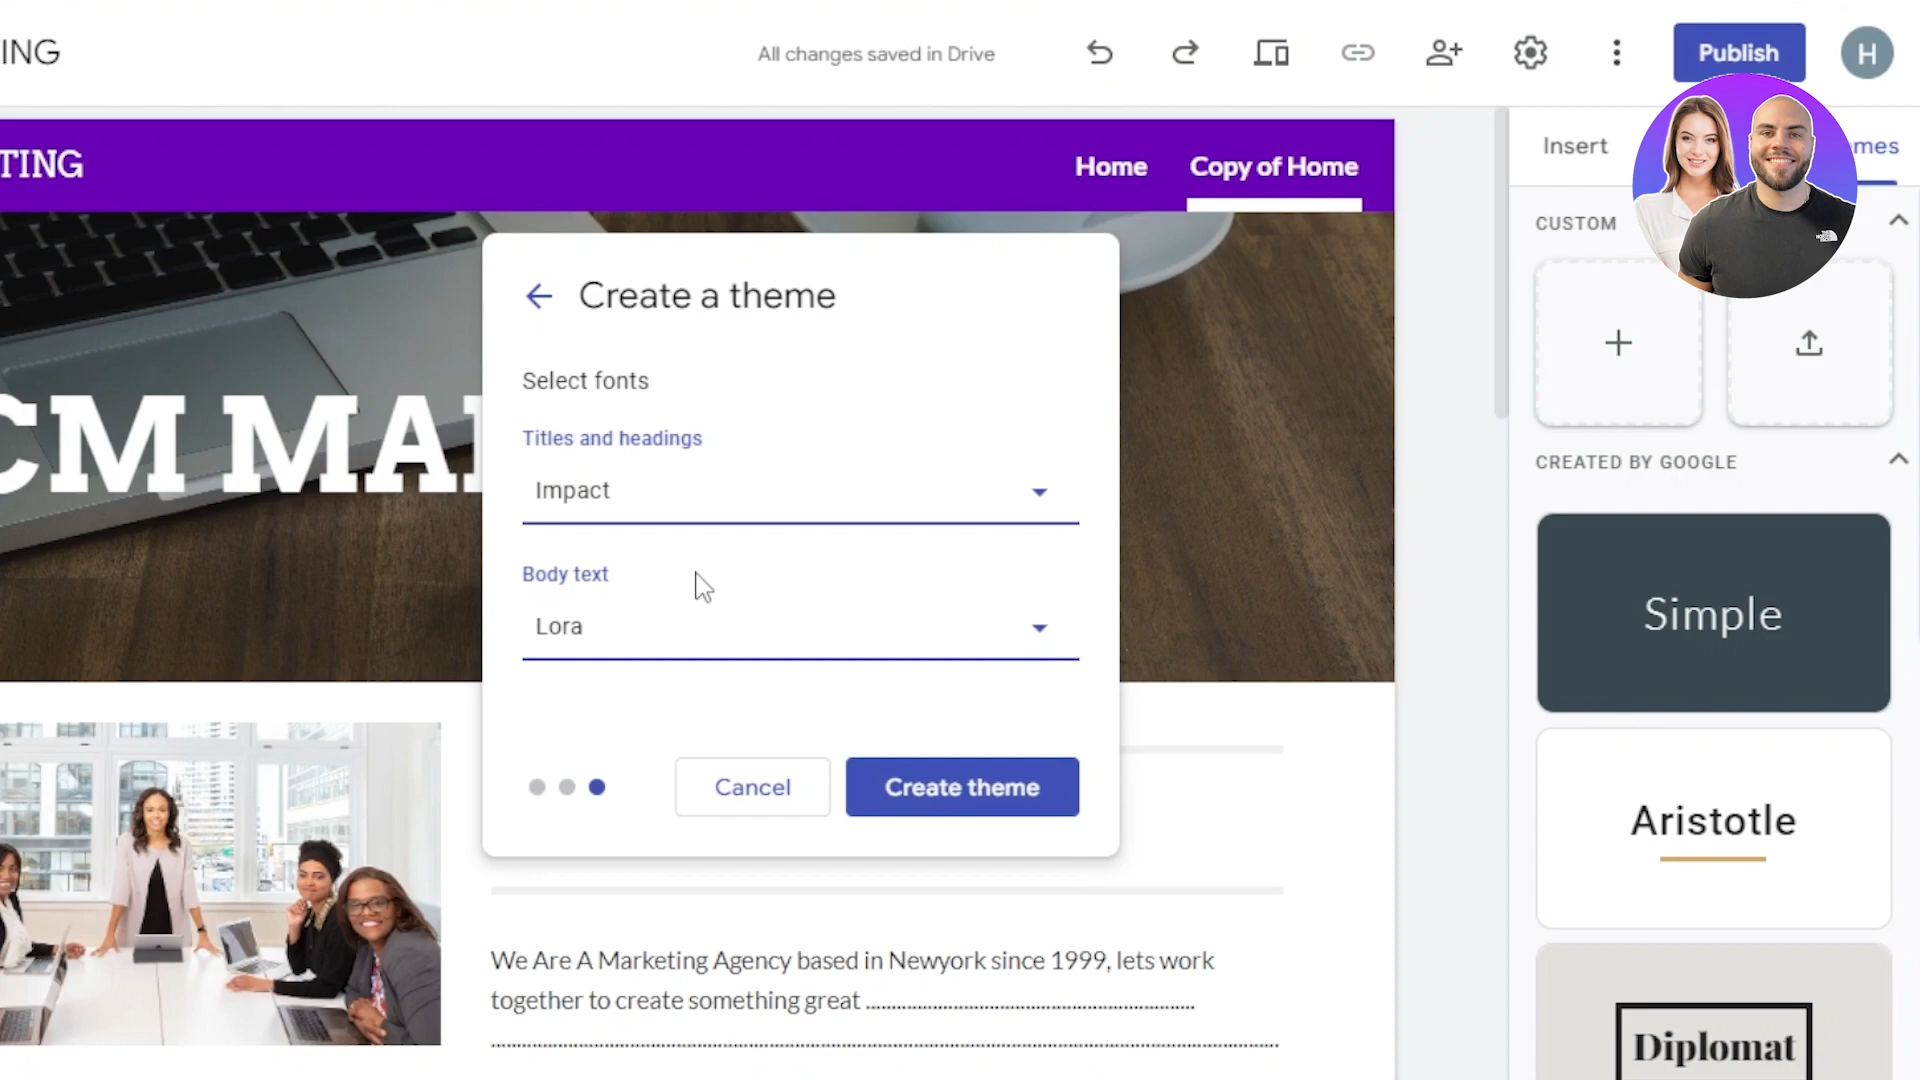 ING
All changes saved in Drive
Publish
H
TING
Home
Copy of Home
Insert
mes
CUSTOM
Create a theme
Select fonts
Titles and headings
Impact
Body text
Lora
Cancel
Create theme
CM MA
CREATED BY GOOGLE
Simple
Aristotle
Diplomat
We Are A Marketing Agency based in Newyork since 1999, lets work
together to create something great ........................................................
................................................................................................................................